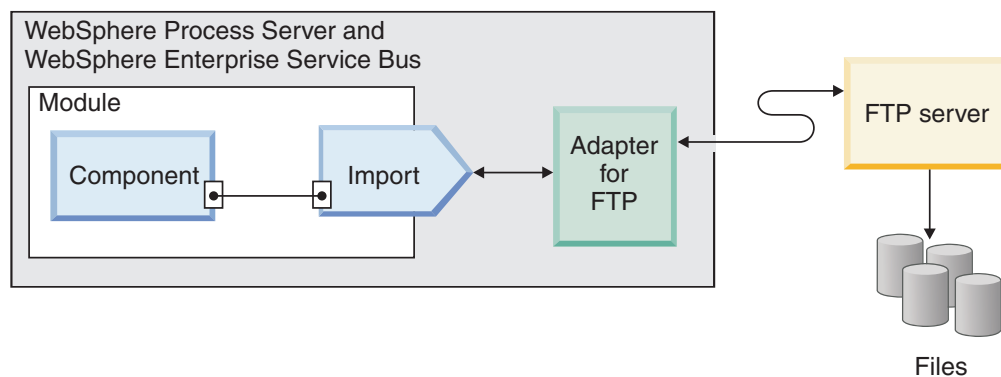 WebSphere Process Server and
WebSphere Enterprise Service Bus
Module
Component
Import
Adapter
for
FTP
FTP server
Files